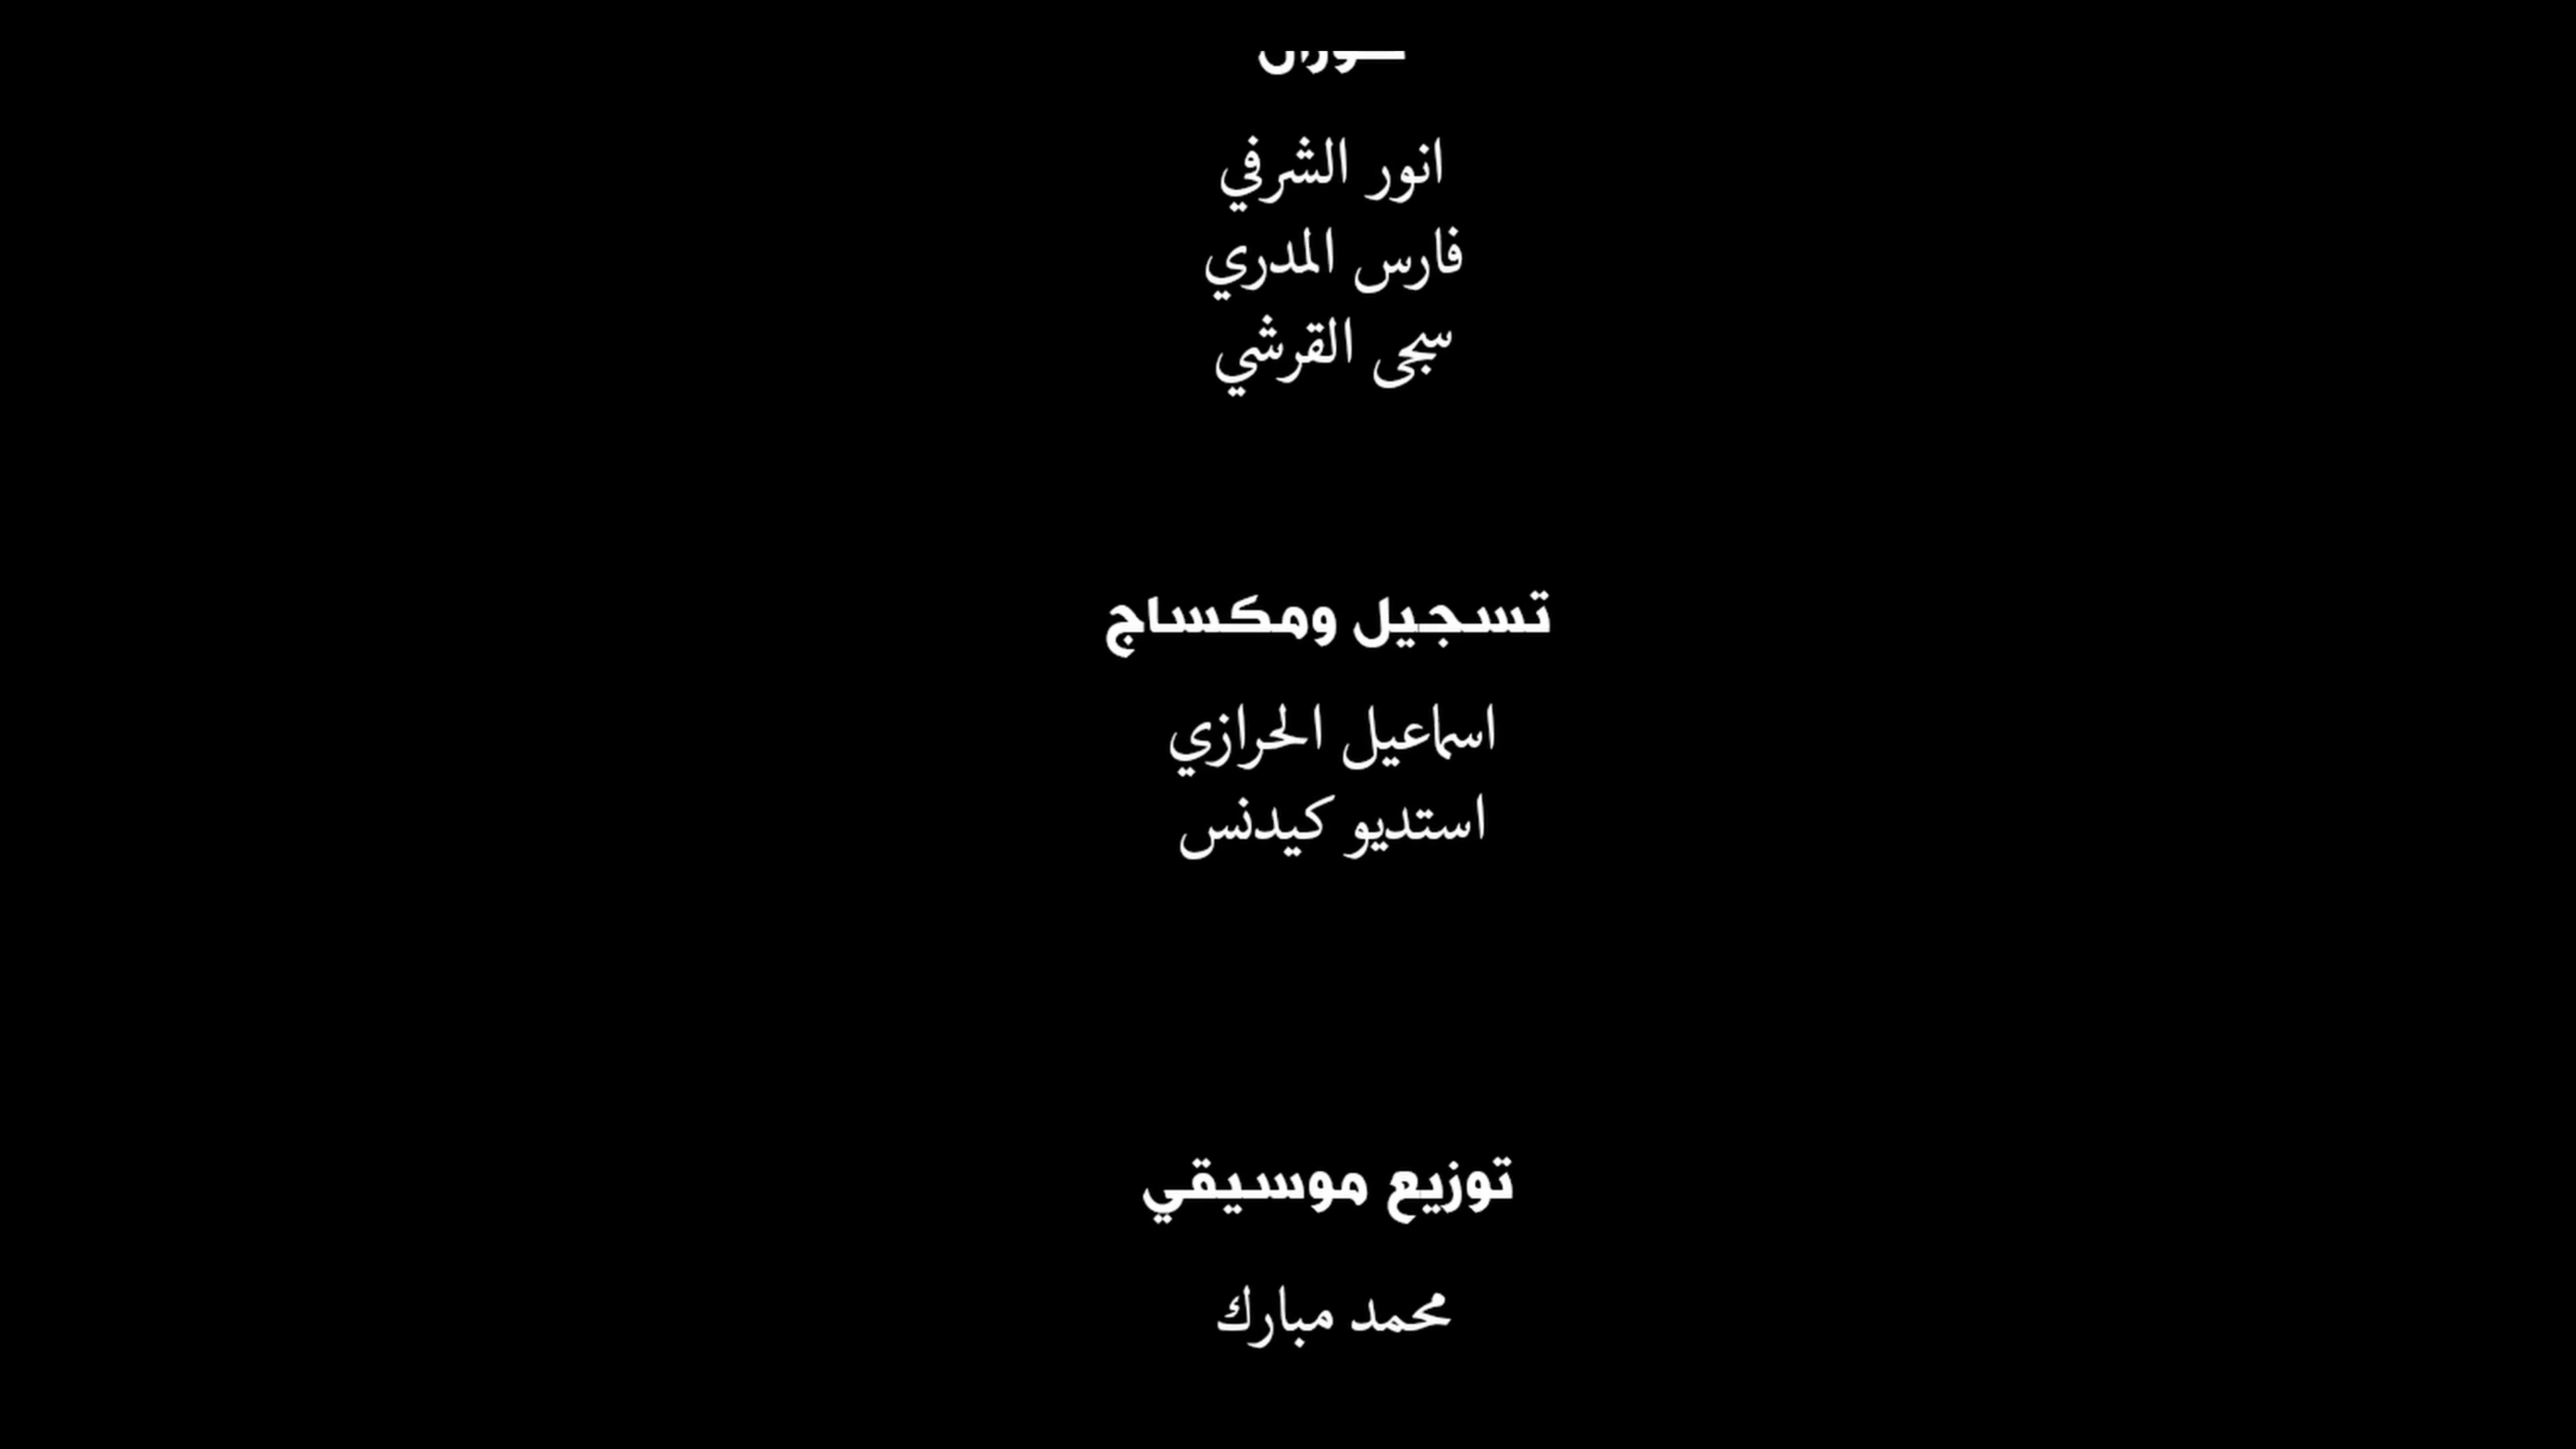 انور الشرفي
فارس المدري
سجى القرشي
تسجيل ومكساج
اسماعيل الحرازي
استديو كيدنس
توزيع موسيقي
محمد مبارك